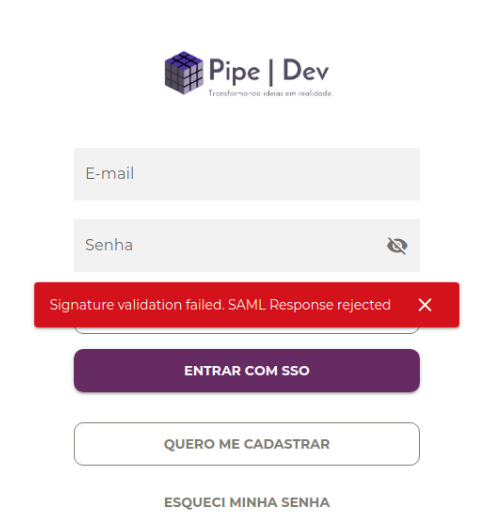 Pipe | Dev
Transformando ideias em realidade.
E-mail
Senha
Signature validation failed. SAML Response rejected
ENTRAR COM SSO
QUERO ME CADASTRAR
ESQUECI MINHA SENHA